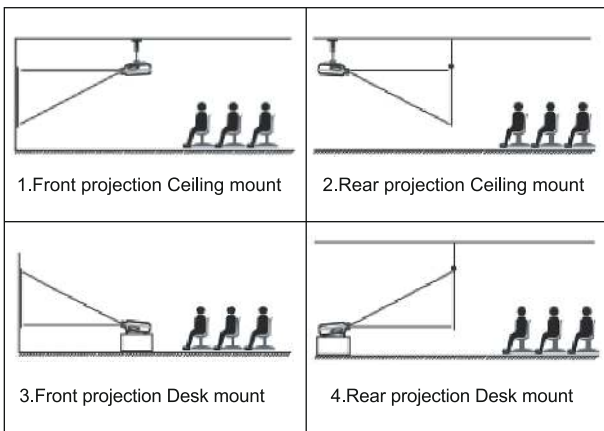 1.Front projection Ceiling mount
2.Rear projection Ceiling mount
3.Front projection Desk mount
4.Rear projection Desk mount